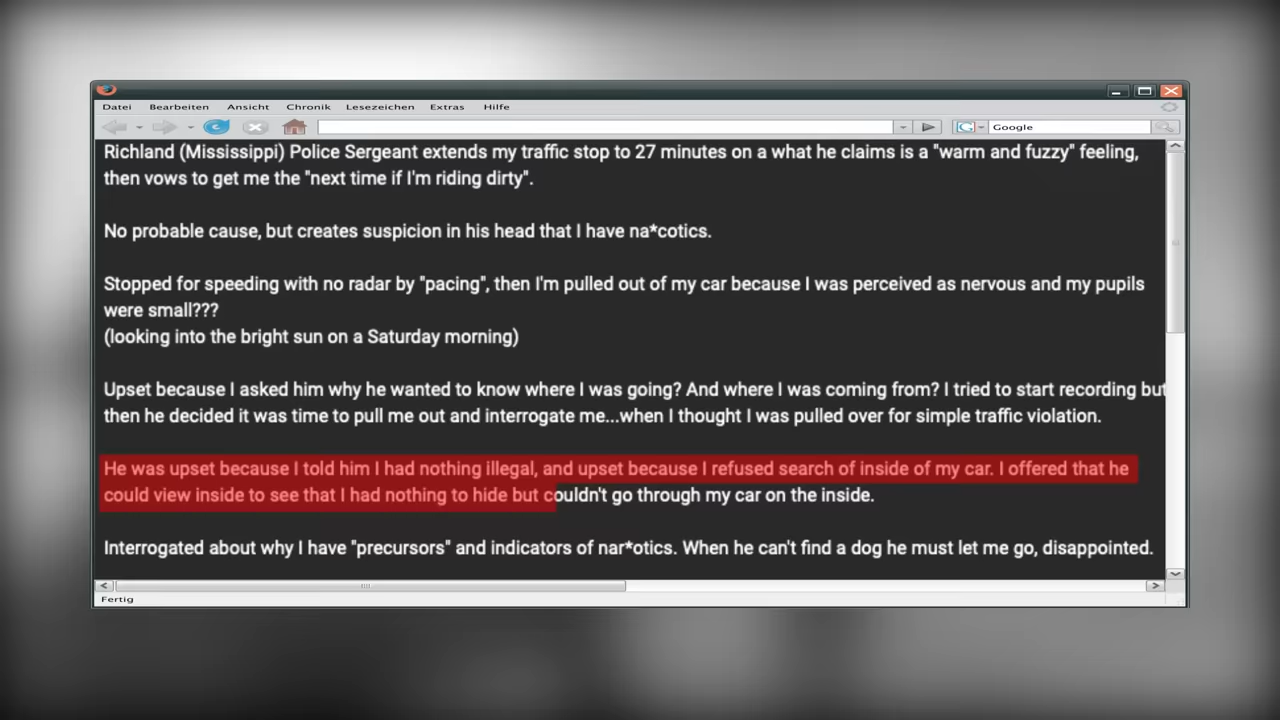 Datei Bearbeiten Ansicht Chronik Lesezeichen Extras Hilfe
Google
Richland (Mississippi) Police Sergeant extends my traffic stop to 27 minutes on a what he claims is a "warm and fuzzy" feeling,
then vows to get me the "next time if I'm riding dirty".
No probable cause, but creates suspicion in his head that I have na*cotics.
Stopped for speeding with no radar by "pacing", then I'm pulled out of my car because I was perceived as nervous and my pupils
were small???
(looking into the bright sun on a Saturday morning)
Upset because I asked him why he wanted to know where I was going? And where I was coming from? I tried to start recording but
then he decided it was time to pull me out and interrogate me...when I thought I was pulled over for simple traffic violation.
He was upset because I told him I had nothing illegal, and upset because I refused search of inside of my car. I offered that he
could view inside to see that I had nothing to hide but couldn't go through my car on the inside.
Interrogated about why I have "precursors" and indicators of nar*otics. When he can't find a dog he must let me go, disappointed.
Fertig